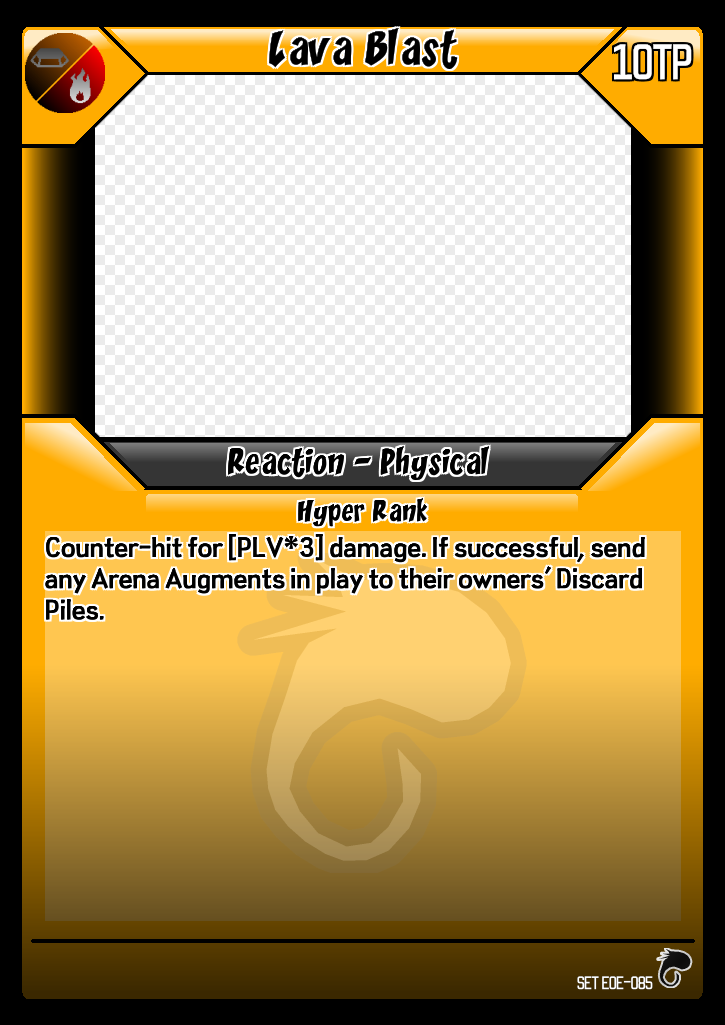 Lava Blast
10TP
Reaction - Physical
Hyper Rank
Counter-hit for [PLV*3] damage. If successful, send
any Arena Augments in play to their owners' Discard
Piles.
SET EOE-085